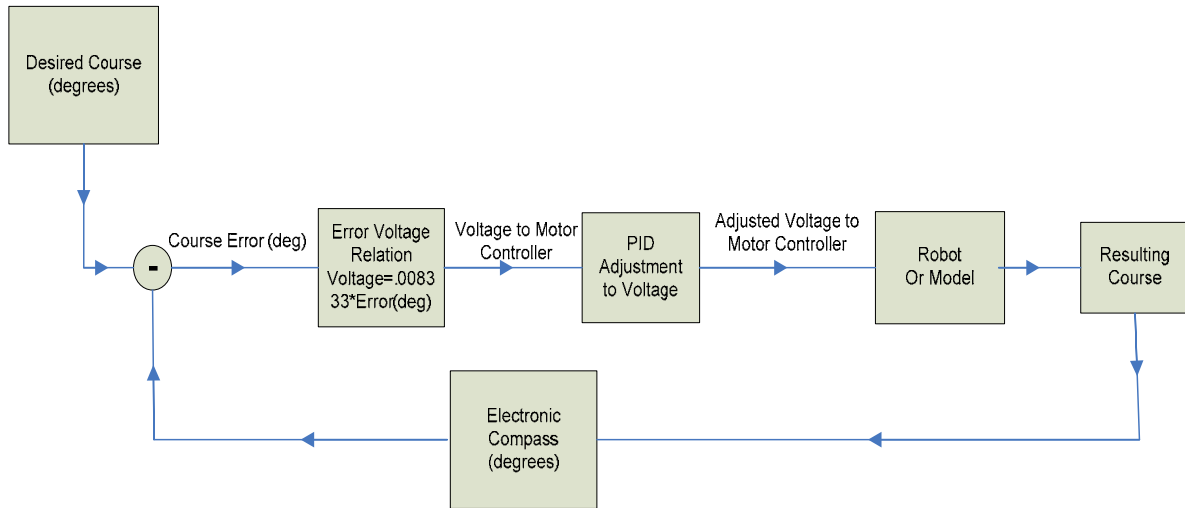 Desired Course
(degrees)
-
Course Error (deg)
Error Voltage
Relation
Voltage=.0083
33*Error(deg)
Voltage to Motor
Controller
PID
Adjustment
to Voltage
Adjusted Voltage to
Motor Controller
Robot
Or Model
Resulting
Course
Electronic
Compass
(degrees)